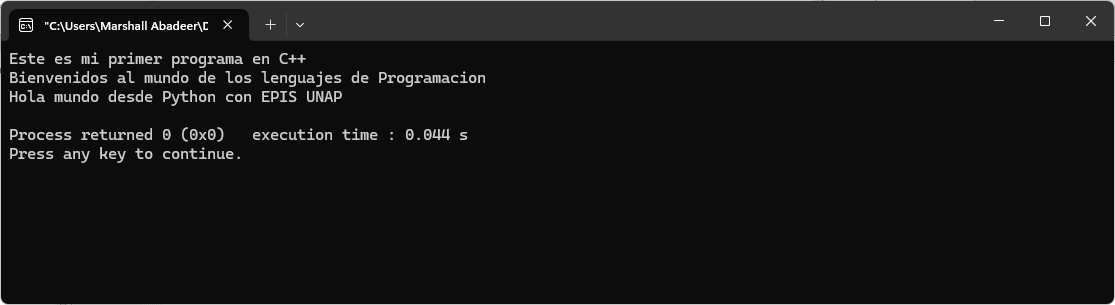 "C:\Users\Marshall Abadeer\D
Este es mi primer programa en C++
Bienvenidos al mundo de los lenguajes de Programacion
Hola mundo desde Python con EPIS UNAP
Process returned 0 (0x0)   execution time : 0.044 s
Press any key to continue.